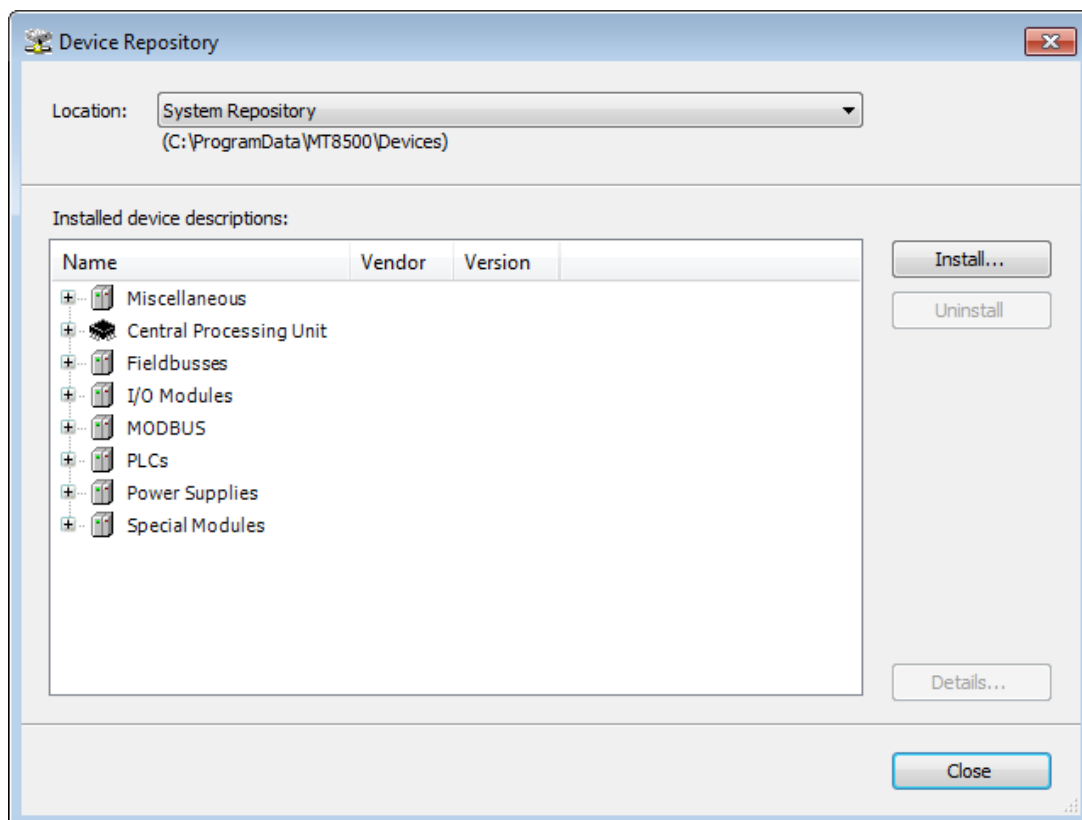 Device Repository
Location: System Repository
(C:\ProgramData\MT8500\Devices)
Installed device descriptions:
Name Vendor Version
Install...
Miscellaneous
Uninstall
Central Processing Unit
Fieldbusses
I/O Modules
MODBUS
PLCs
Power Supplies
Special Modules
Details...
Close